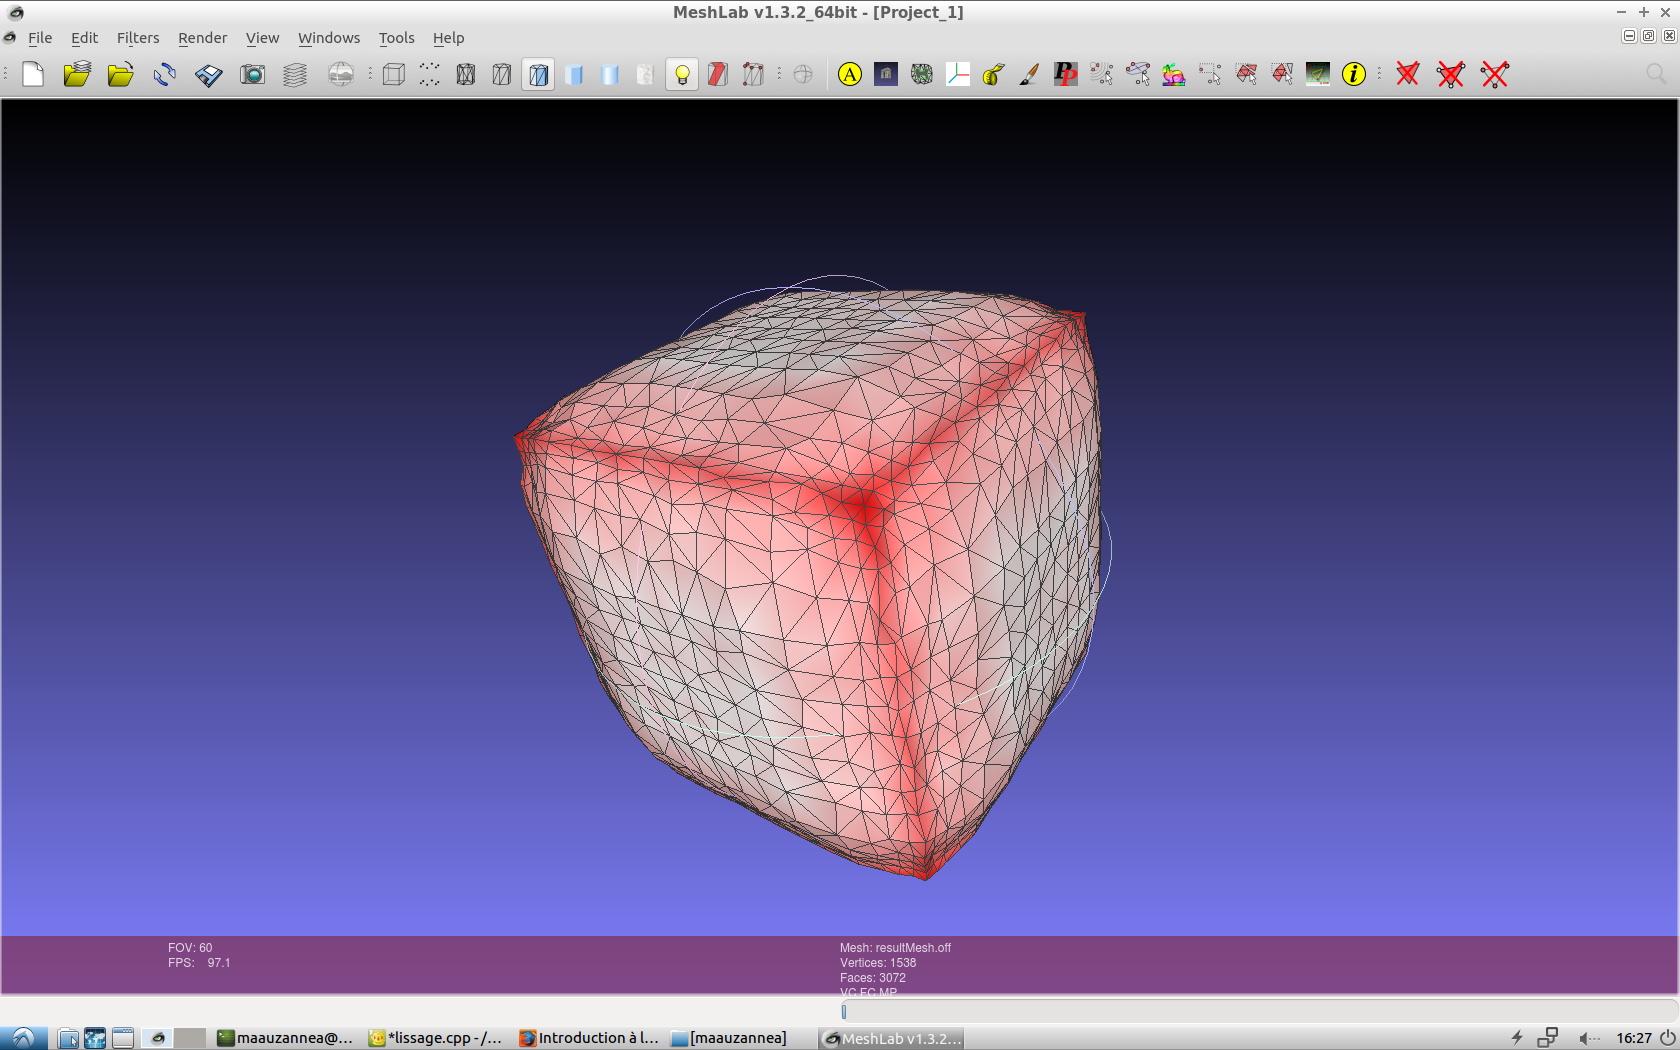 MeshLab v1.3.2_64bit - [Project_1]
File Edit Filters Render View Windows Tools Help
A
PP
i
FOV: 60
FPS: 97.1
Mesh: resultMesh.off
Vertices: 1538
Faces: 3072
VC FC MP
maauzannea@...
*lissage.cpp - /...
Introduction à l...
[maauzannea]
MeshLab v1.3.2...
16:27